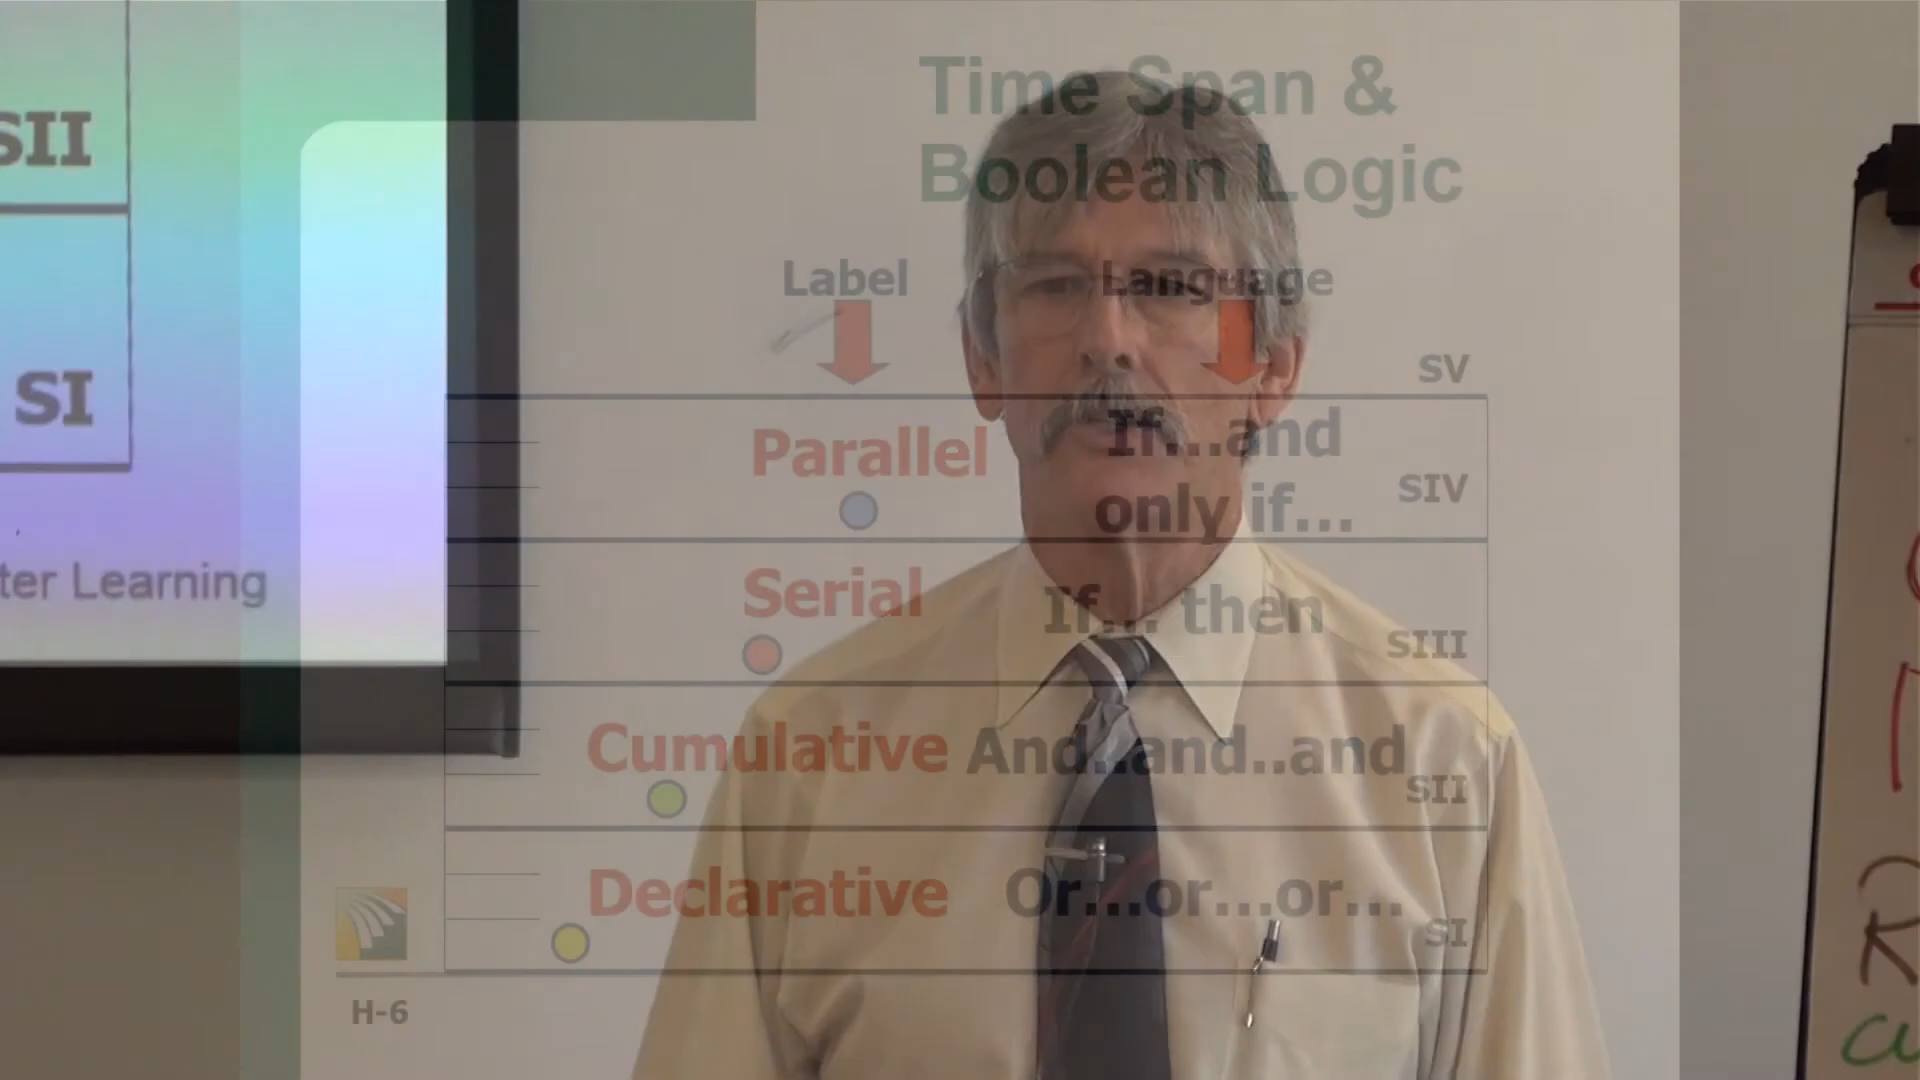 SII
SI
ter Learning
Time Span &
Boolean Logic
Label
Language
SV
Parallel
If...and
only if...
SIV
Serial
If... then
SIII
Cumulative
And..and..and
SII
Declarative
Or...or...or...
SI
H-6